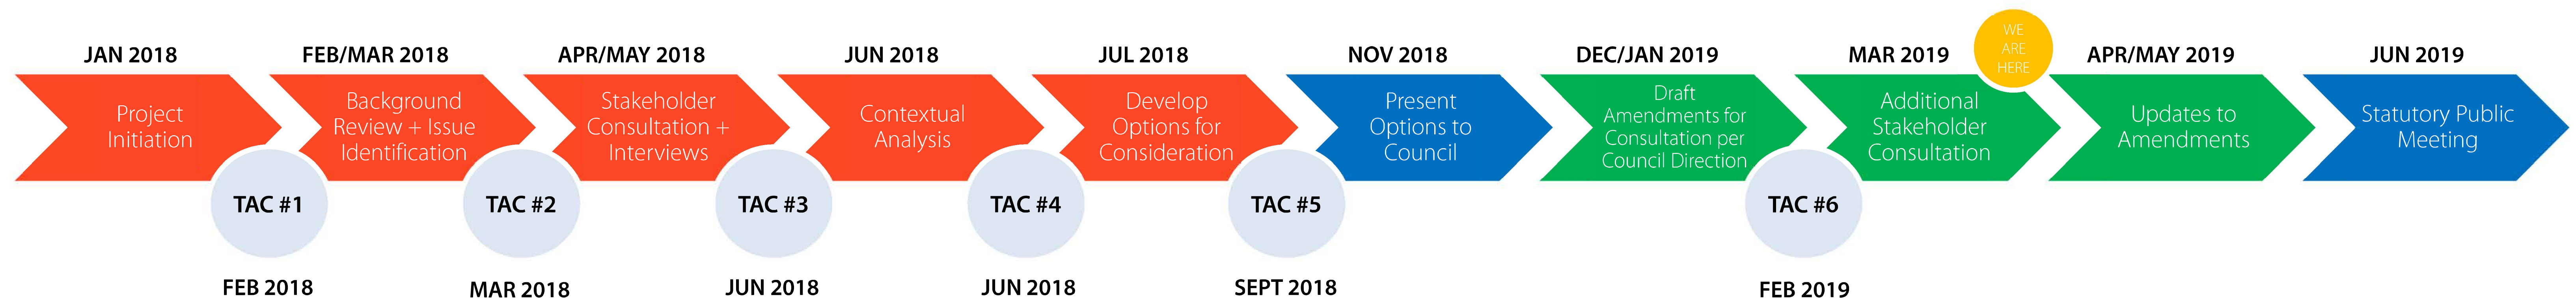 JAN 2018
FEB/MAR 2018
APR/MAY 2018
JUN 2018
JUL 2018
NOV 2018
DEC/JAN 2019
MAR 2019
WE
ARE
HERE
APR/MAY 2019
JUN 2019
Project
Initiation
Background
Review + Issue
Identification
Stakeholder
Consultation +
Interviews
Contextual
Analysis
Develop
Options for
Consideration
Present
Options to
Council
Draft
Amendments for
Consultation per
Council Direction
Additional
Stakeholder
Consultation
Updates to
Amendments
Statutory Public
Meeting
TAC #1
TAC #2
TAC #3
TAC #4
TAC #5
TAC #6
FEB 2018
MAR 2018
JUN 2018
JUN 2018
SEPT 2018
FEB 2019